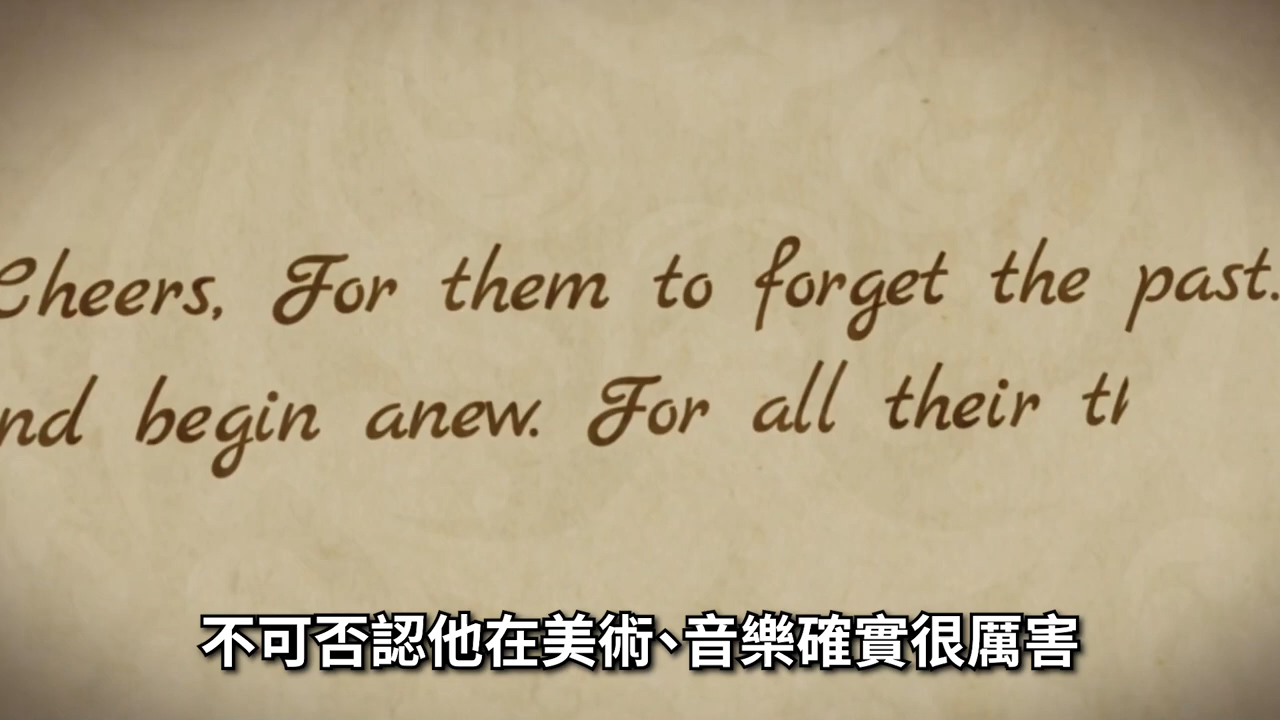 Cheers, For them to forget the past.
nd begin anew. For all their
不可否認他在美術、音樂確實很厲害